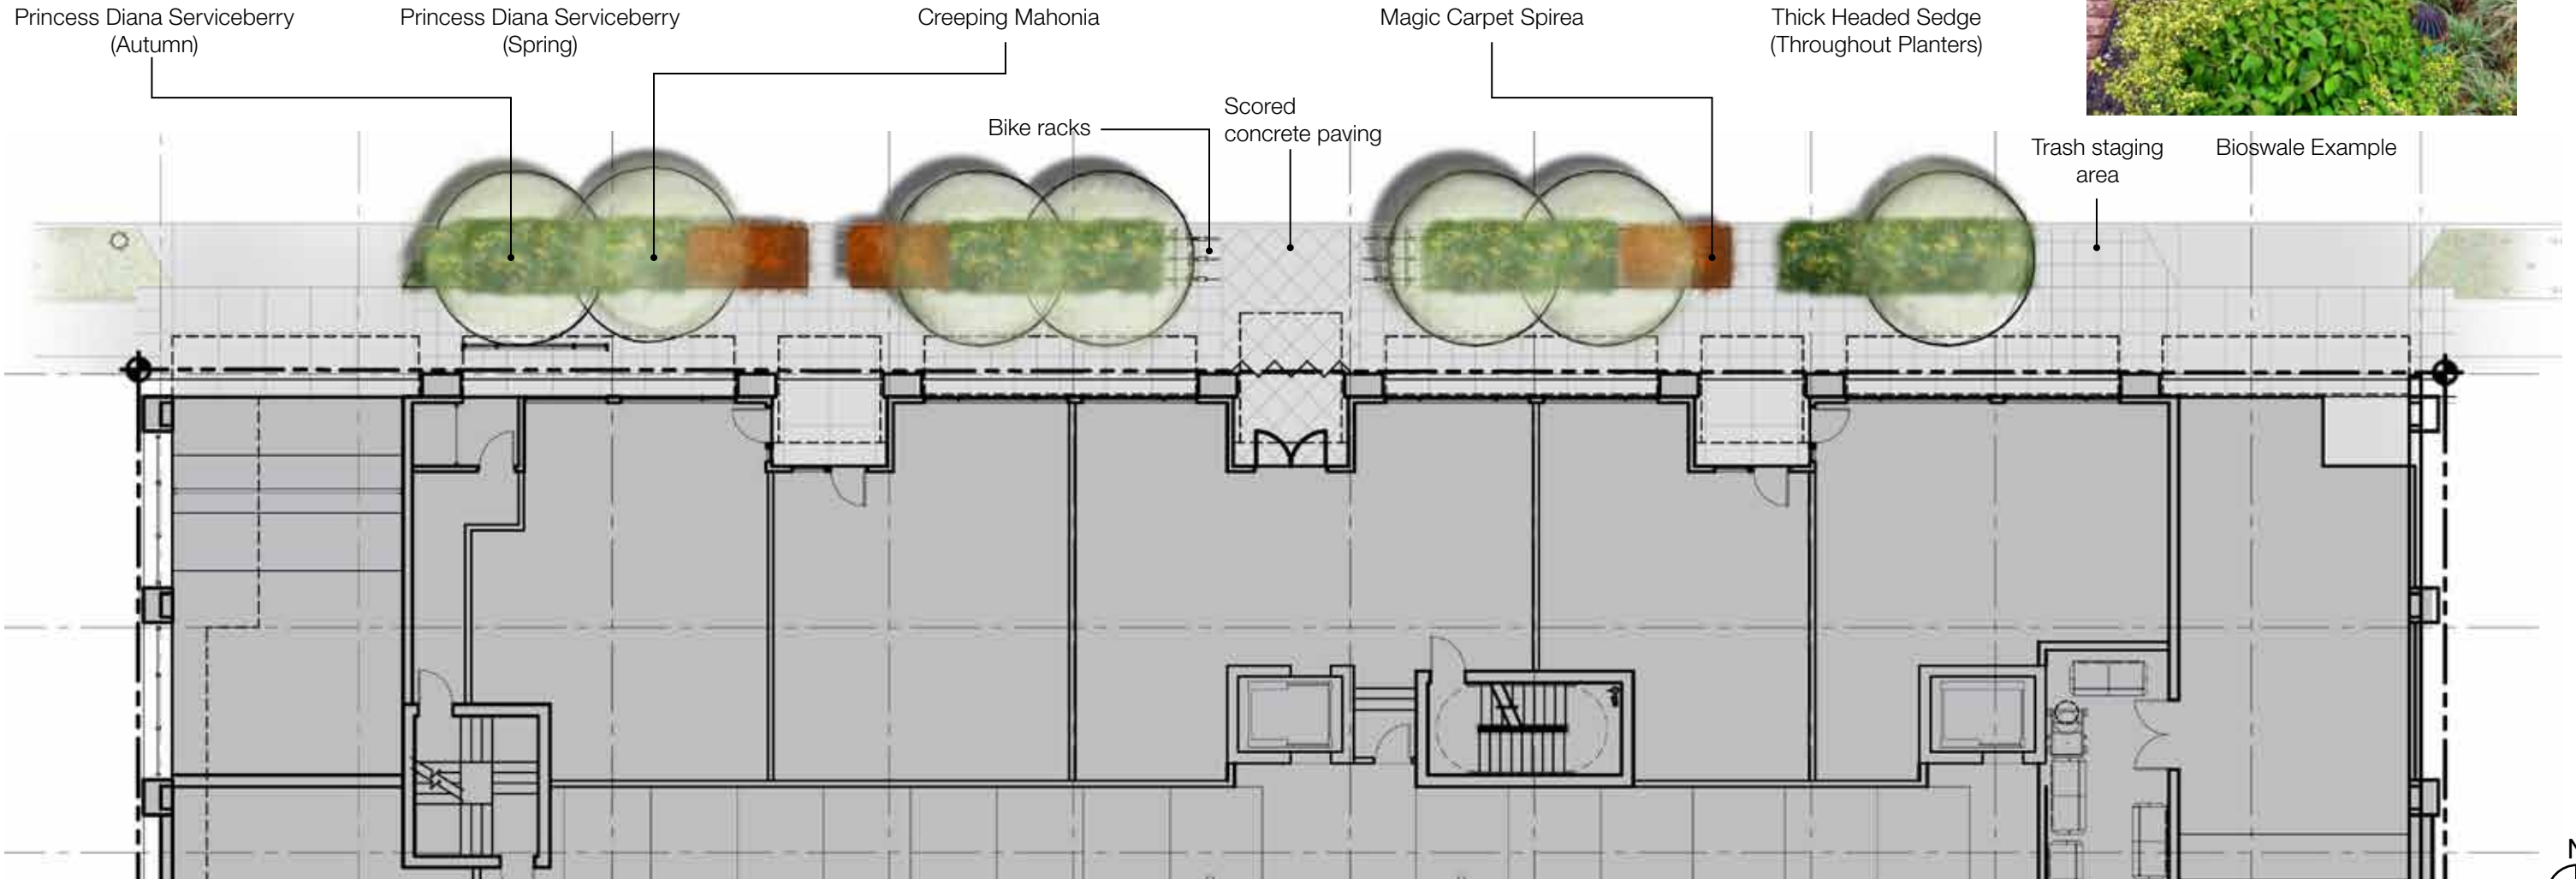 Princess Diana Serviceberry
(Autumn)
Princess Diana Serviceberry
(Spring)
Creeping Mahonia
Magic Carpet Spirea
Thick Headed Sedge
(Throughout Planters)
Bike racks
Scored
concrete paving
Trash staging
area
Bioswale Example